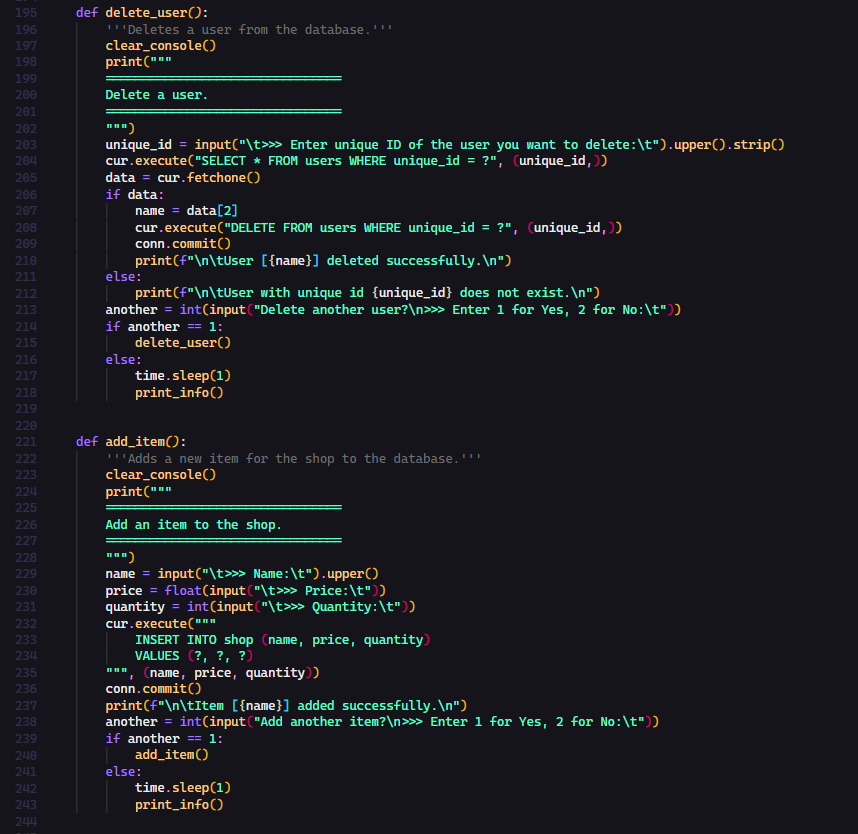 195 def delete_user():
196 '''Deletes a user from the database.'''
197 clear_console()
198 print("""
199 ================================
200 Delete a user.
201 ================================
202 """)
203 unique_id = input("\t>>> Enter unique ID of the user you want to delete:\t").upper().strip()
204 cur.execute("SELECT * FROM users WHERE unique_id = ?", (unique_id,))
205 data = cur.fetchone()
206 if data:
207 name = data[2]
208 cur.execute("DELETE FROM users WHERE unique_id = ?", (unique_id,))
209 conn.commit()
210 print(f"\n\tUser [{name}] deleted successfully.\n")
211 else:
212 print(f"\n\tUser with unique id {unique_id} does not exist.\n")
213 another = int(input("Delete another user?\n>>> Enter 1 for Yes, 2 for No:\t"))
214 if another == 1:
215 delete_user()
216 else:
217 time.sleep(1)
218 print_info()
219
220
221 def add_item():
222 '''Adds a new item for the shop to the database.'''
223 clear_console()
224 print("""
225 ================================
226 Add an item to the shop.
227 ================================
228 """)
229 name = input("\t>>> Name:\t").upper()
230 price = float(input("\t>>> Price:\t"))
231 quantity = int(input("\t>>> Quantity:\t"))
232 cur.execute("""
233 INSERT INTO shop (name, price, quantity)
234 VALUES (?, ?, ?)
235 """, (name, price, quantity))
236 conn.commit()
237 print(f"\n\tItem [{name}] added successfully.\n")
238 another = int(input("Add another item?\n>>> Enter 1 for Yes, 2 for No:\t"))
239 if another == 1:
240 add_item()
241 else:
242 time.sleep(1)
243 print_info()
244